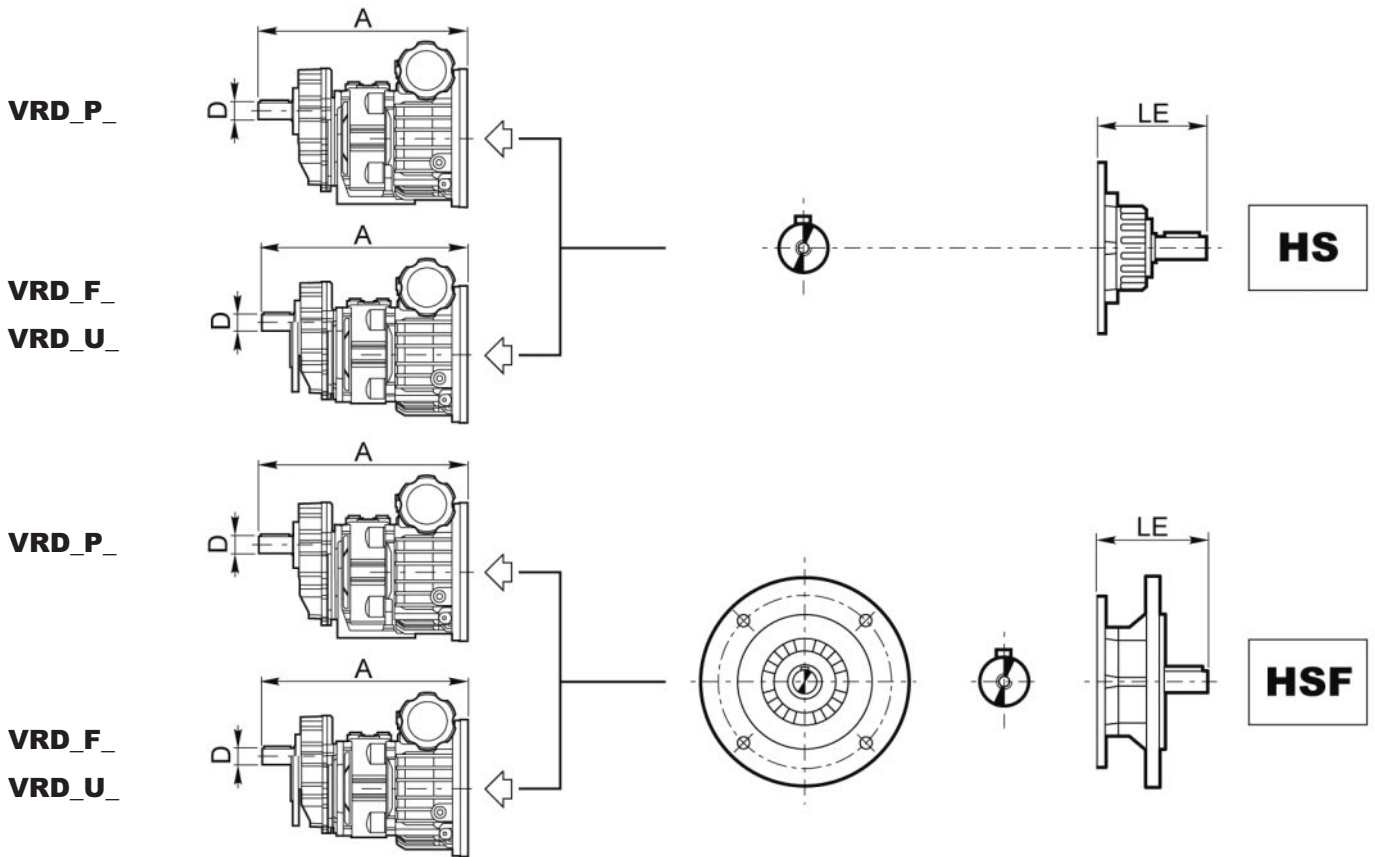 A
VRD_P_
D
LE
A
HS
VRD_F_
D
VRD_U_
A
VRD_P_
D
LE
A
HSF
VRD_F_
D
VRD_U_